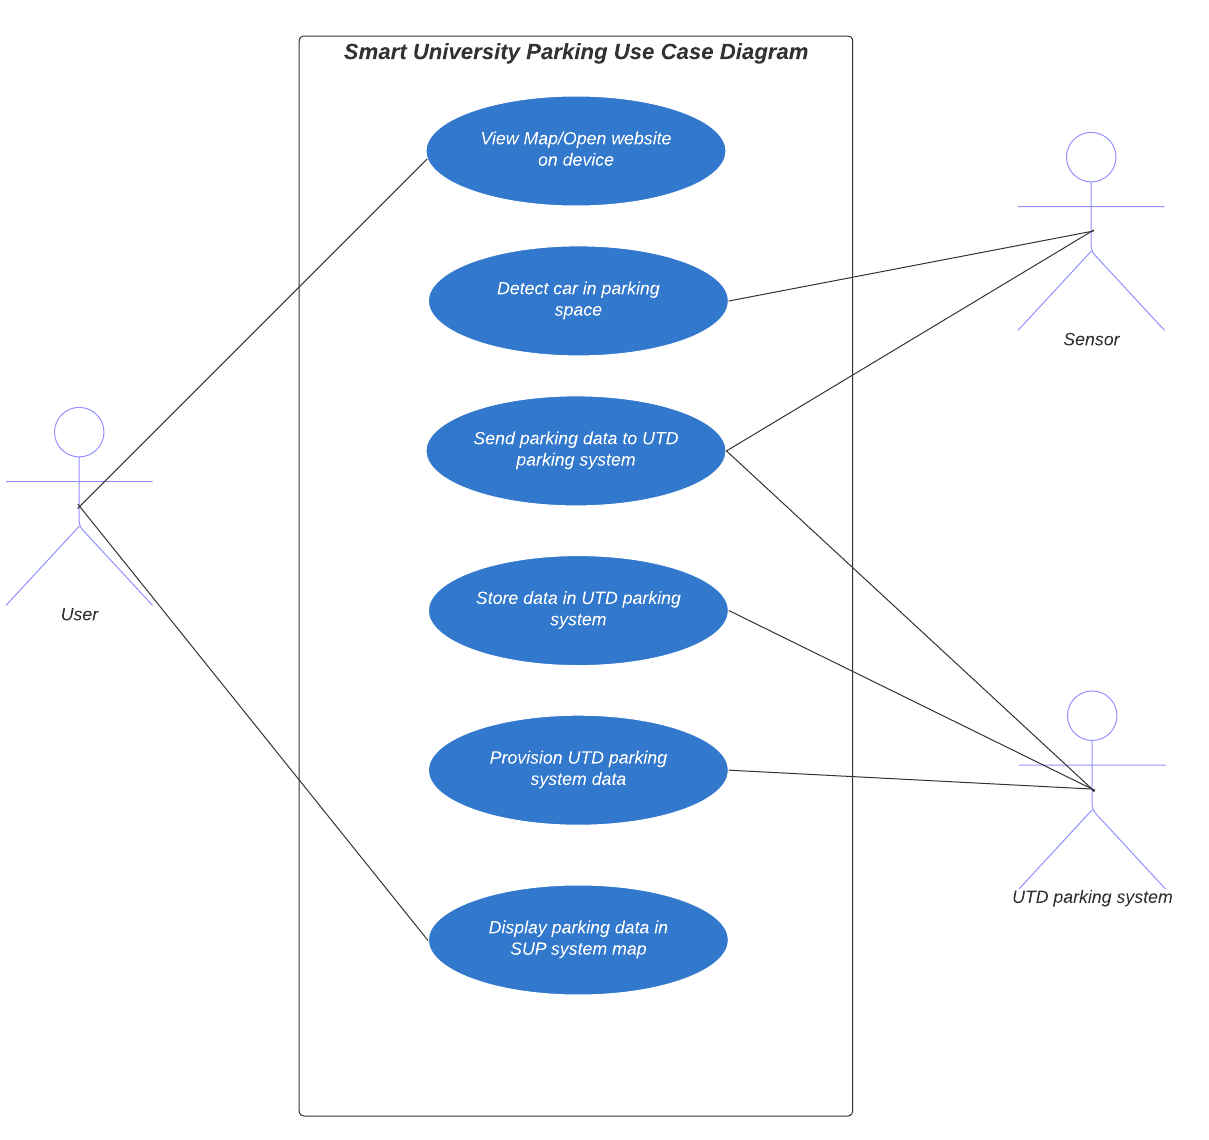 Smart University Parking Use Case Diagram
View Map/Open website
on device
Detect car in parking
space
Sensor
Send parking data to UTD
parking system
Store data in UTD parking
system
User
Provision UTD parking
system data
UTD parking system
Display parking data in
SUP system map